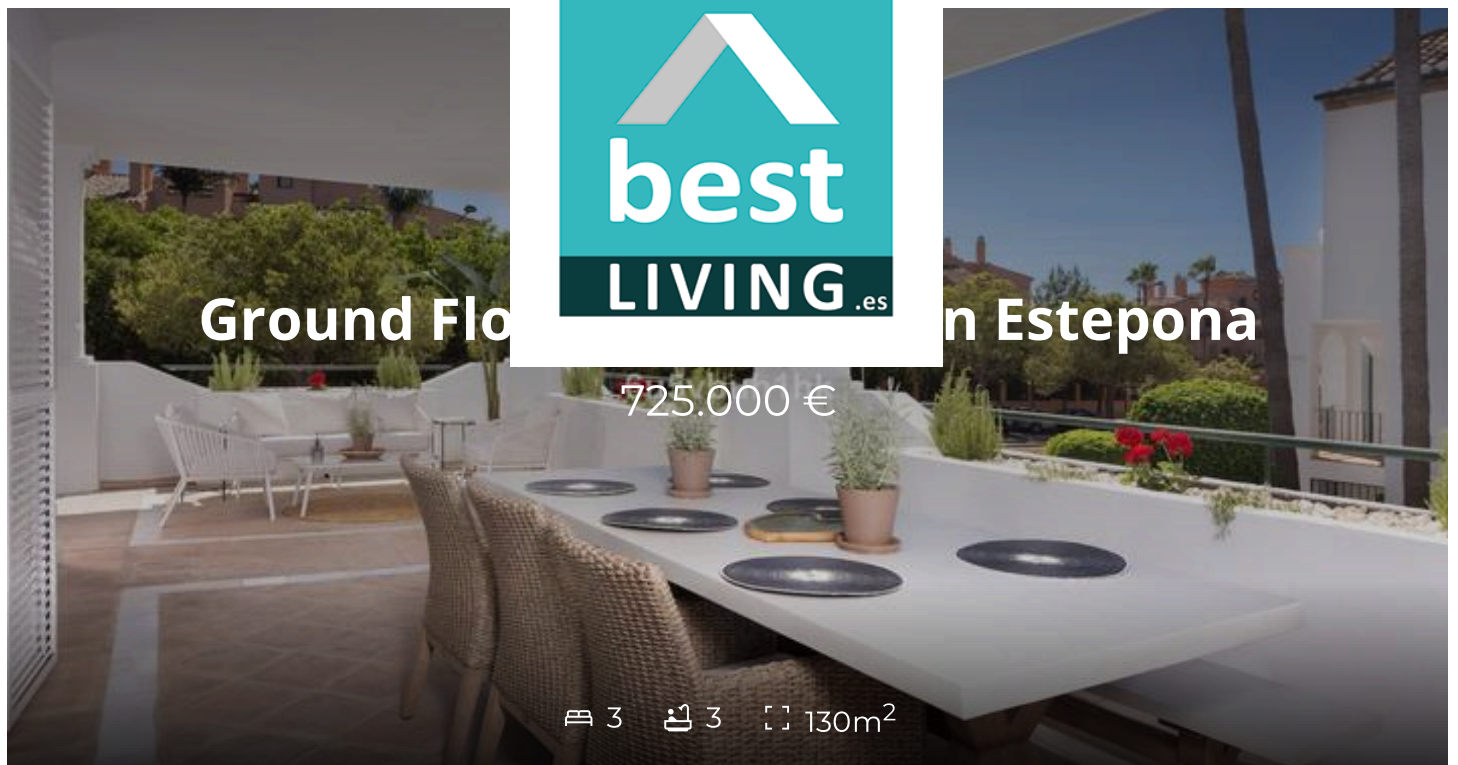 best
LIVING.es
Ground Flo n Estepona
725.000 €
3 3 130m²